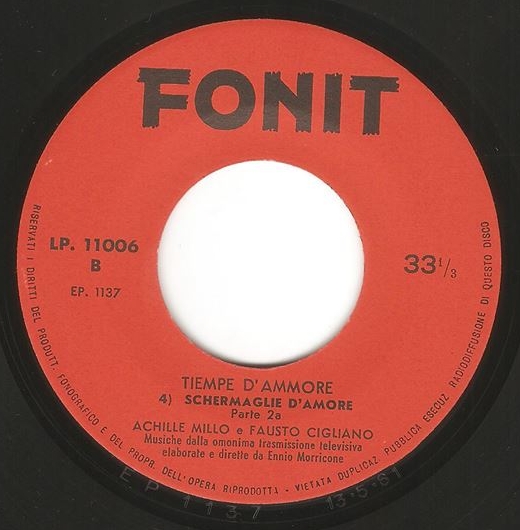 FONIT
LP. 11006
B
EP. 1137
33 1/3
TIEMPE D'AMMORE
4) SCHERMAGLIE D'AMORE
Parte 2a
ACHILLE MILLO e FAUSTO CIGLIANO
Musiche dalla omonima trasmissione televisiva
elaborate e dirette da Ennio Morricone
RISERVATI I DIRITTI DEL PRODUTT. FONOGRAFICO E DEL PROPR. DELL'OPERA RIPRODOTTA - VIETATA DUPLICAZ. PUBBLICA ESECUZ RADIODIFFUSIONE DI QUESTO DISCO
EP 1137 13·5·61